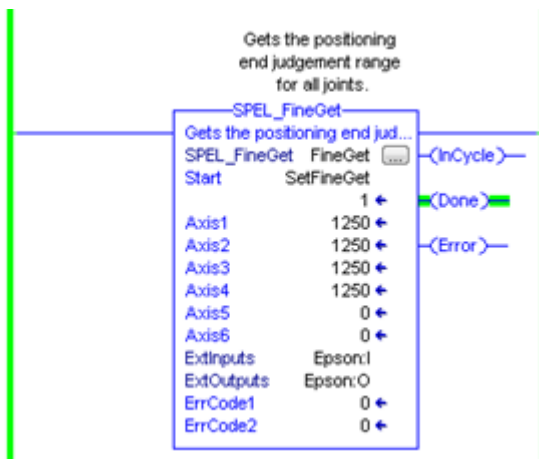 Gets the positioning
end judgement range
for all joints.
SPEL_FineGet
Gets the positioning end jud...
SPEL_FineGet FineGet ... (InCycle)
Start SetFineGet
1 (Done)
Axis1 1250
Axis2 1250 (Error)
Axis3 1250
Axis4 1250
Axis5 0
Axis6 0
ExtInputs Epson:I
ExtOutputs Epson:O
ErrCode1 0
ErrCode2 0